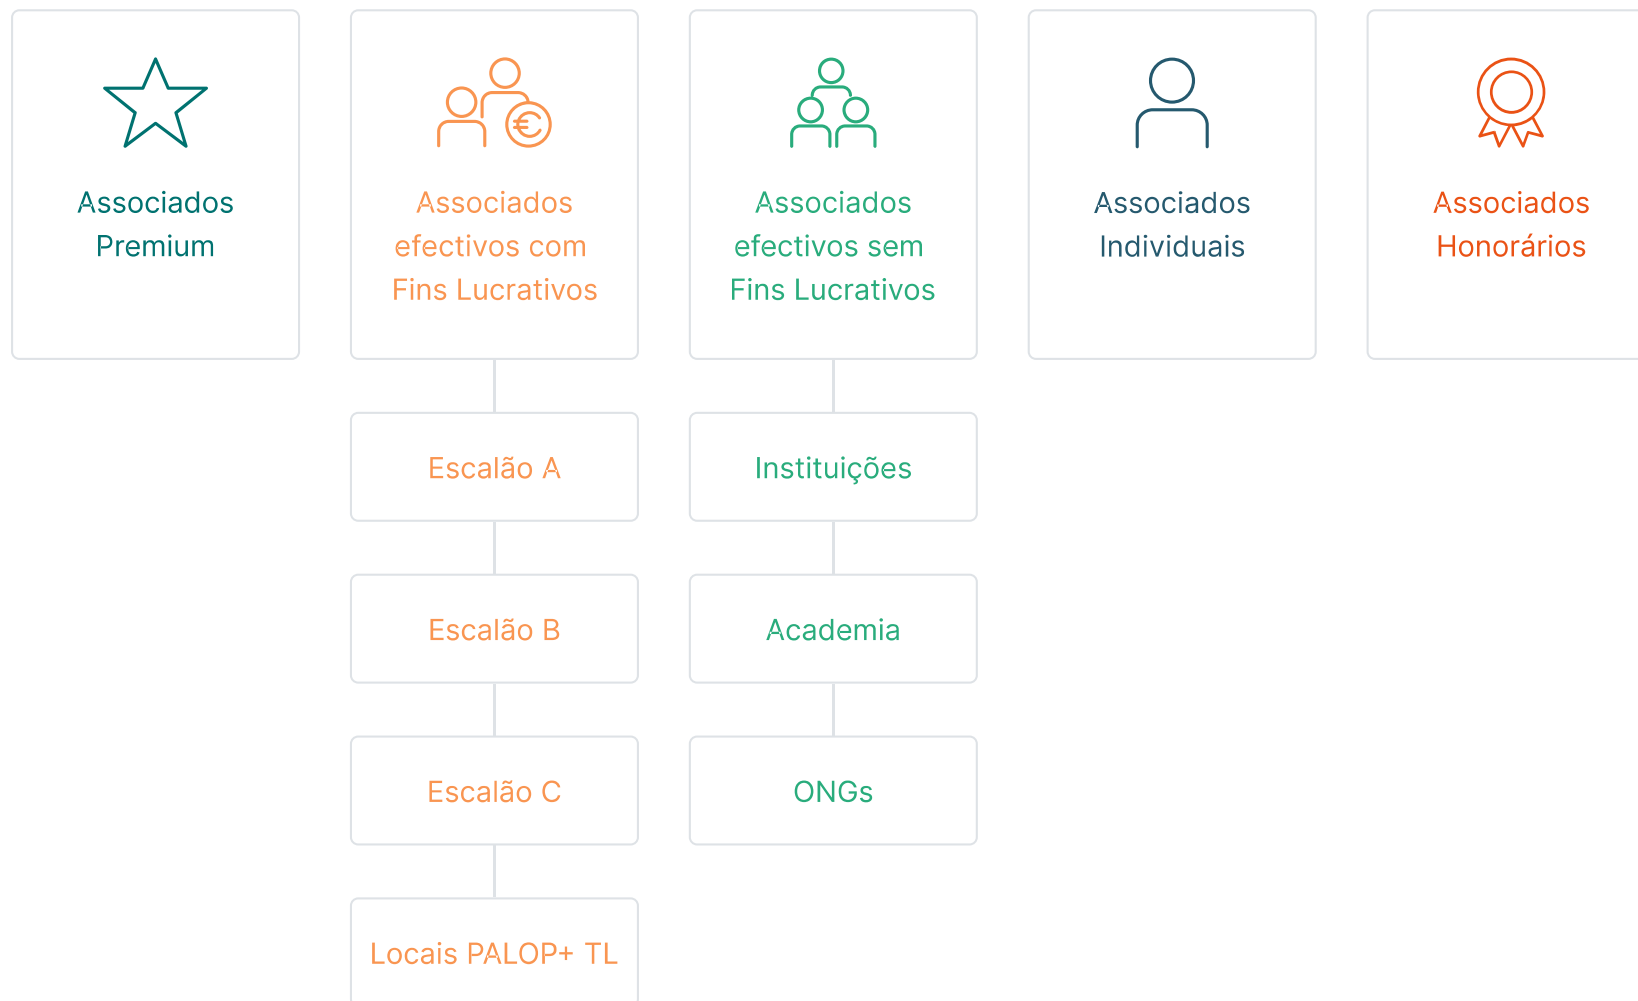 Associados
Premium
Associados
efectivos com
Fins Lucrativos
Associados
efectivos sem
Fins Lucrativos
Associados
Individuais
Associados
Honorários
Escalão A
Instituições
Escalão B
Academia
Escalão C
ONGs
Locais PALOP+ TL